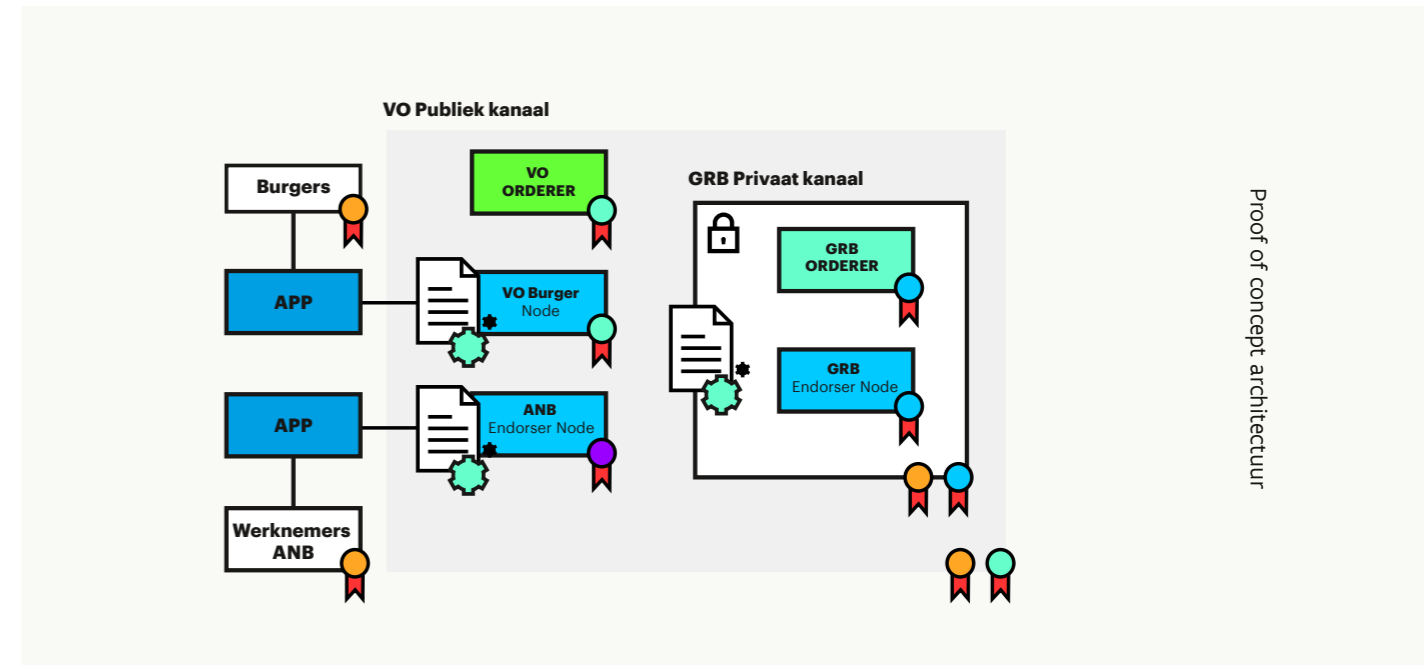 VO Publiek kanaal
Burgers
VO
ORDERER
GRB Privaat kanaal
GRB
ORDERER
APP
VO Burger
Node
GRB
Endorser Node
APP
ANB
Endorser Node
Werknemers
ANB
Proof of concept architectuur